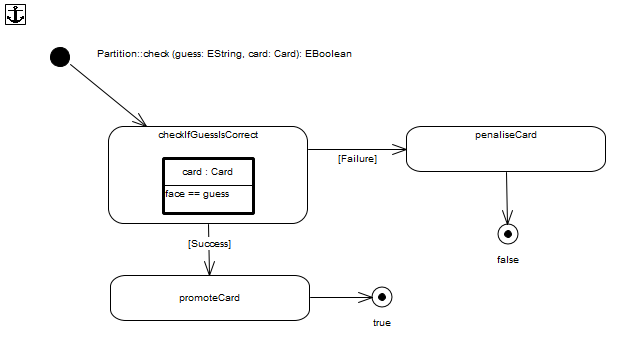 Partition::check (guess: EString, card: Card): EBoolean
checkIfGuessIsCorrect
card : Card
face == guess
[Failure]
penaliseCard
false
[Success]
promoteCard
true